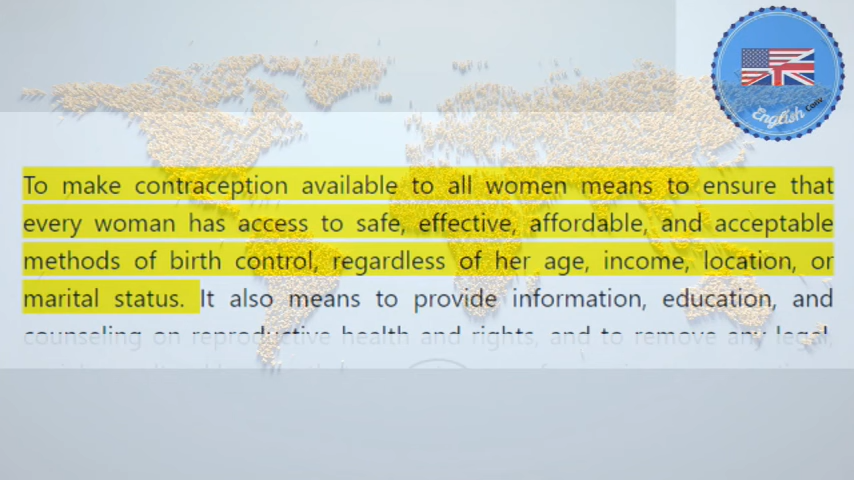 English Conv
To make contraception available to all women means to ensure that
every woman has access to safe, effective, affordable, and acceptable
methods of birth control, regardless of her age, income, location, or
marital status. It also means to provide information, education, and
counseling on reproductive health and rights, and to remove any legal,